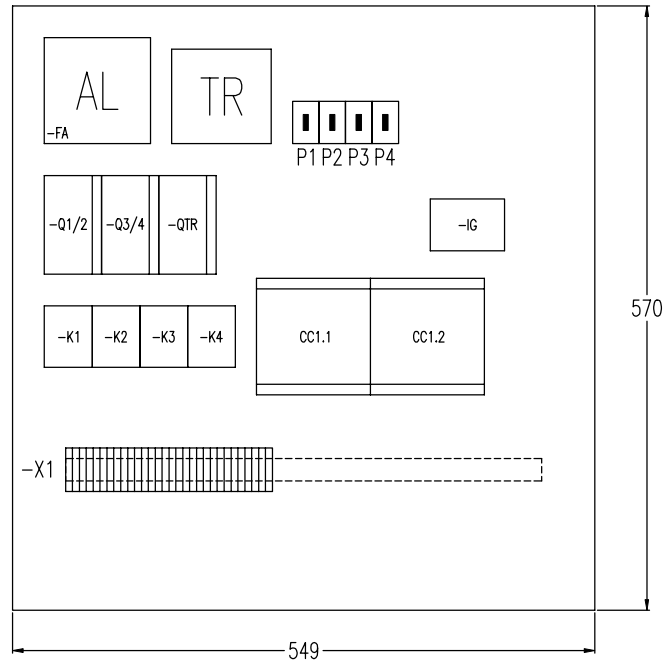 AL
-FA
TR
P1 P2 P3 P4
-Q1/2 -Q3/4 -QTR
-IG
570
-K1 -K2 -K3 -K4
CC1.1 CC1.2
-X1
549